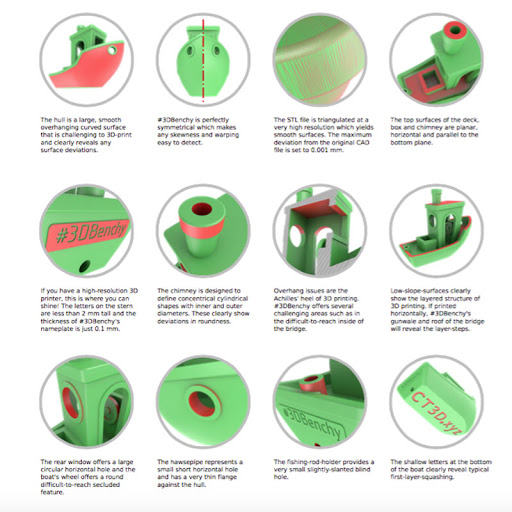 The hull is a large, smooth
overhanging curved surface
that is challenging to 3D-print
and clearly reveals any
surface deviations.
#3DBenchy is perfectly
symmetrical which makes
any skewness and warping
easy to detect.
The STL file is triangulated at a
very high resolution which yields
smooth surfaces. The maximum
deviation from the original CAD
file is set to 0.001 mm.
The top surfaces of the deck,
box and chimney are planar,
horizontal and parallel to the
bottom plane.
#3DBenchy
If you have a high-resolution 3D
printer, this is where you can
shine! The letters on the stern
are less than 2 mm tall and the
thickness of #3DBenchy's
nameplate is just 0.1 mm.
The chimney is designed to
define concentrical cylindrical
shapes with inner and outer
diameters. These clearly show
deviations in roundness.
Overhang issues are the
Achilles' heel of 3D printing.
#3DBenchy offers several
challenging areas such as in
the difficult-to-reach inside of
the bridge.
Low-slope-surfaces clearly
show the layered structure of
3D printing. If printed
horizontally, #3DBenchy's
gunwale and roof of the bridge
will reveal the layer-steps.
The rear window offers a large
circular horizontal hole and the
boat's wheel offers a round
difficult-to-reach secluded
feature.
The hawsepipe represents a
small short horizontal hole
and has a very thin flange
against the hull.
#3DBenchy
The fishing-rod-holder provides a
very small slightly-slanted blind
hole.
CT3D.xyz
The shallow letters at the bottom
of the boat clearly reveal typical
first-layer-squashing.